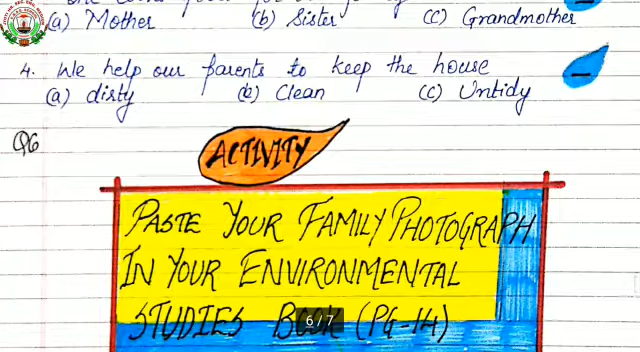 (a) Mother (b) Sister (c) Grandmother
4. We help our parents to keep the house
(a) disty (b) Clean (c) Untidy
Q6
ACTIVITY
PASTE YOUR FAMILY PHOTOGRAPH
IN YOUR ENVIRONMENTAL
STUDIES BOOK (PG-14)
6/7